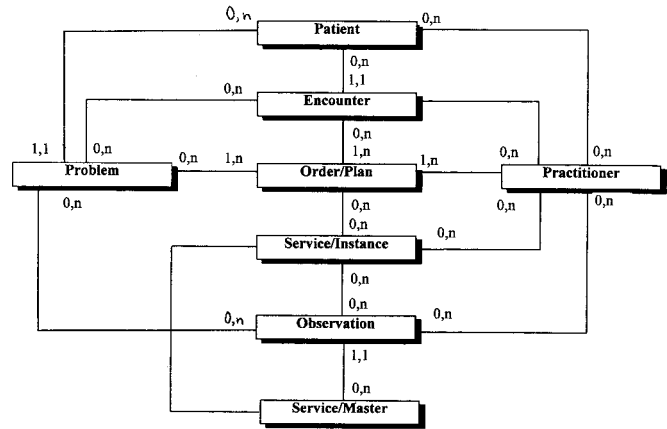 0,n 0,n
Patient
0,n
1,1
0,n
Encounter
0,n
1,1 0,n 0,n 1,n 1,n 1,n 0,n 0,n
Problem Order/Plan Practitioner
0,n 0,n 0,n 0,n
0,n
Service/Instance 0,n
0,n
0,n
0,n Observation 0,n
1,1
0,n
Service/Master